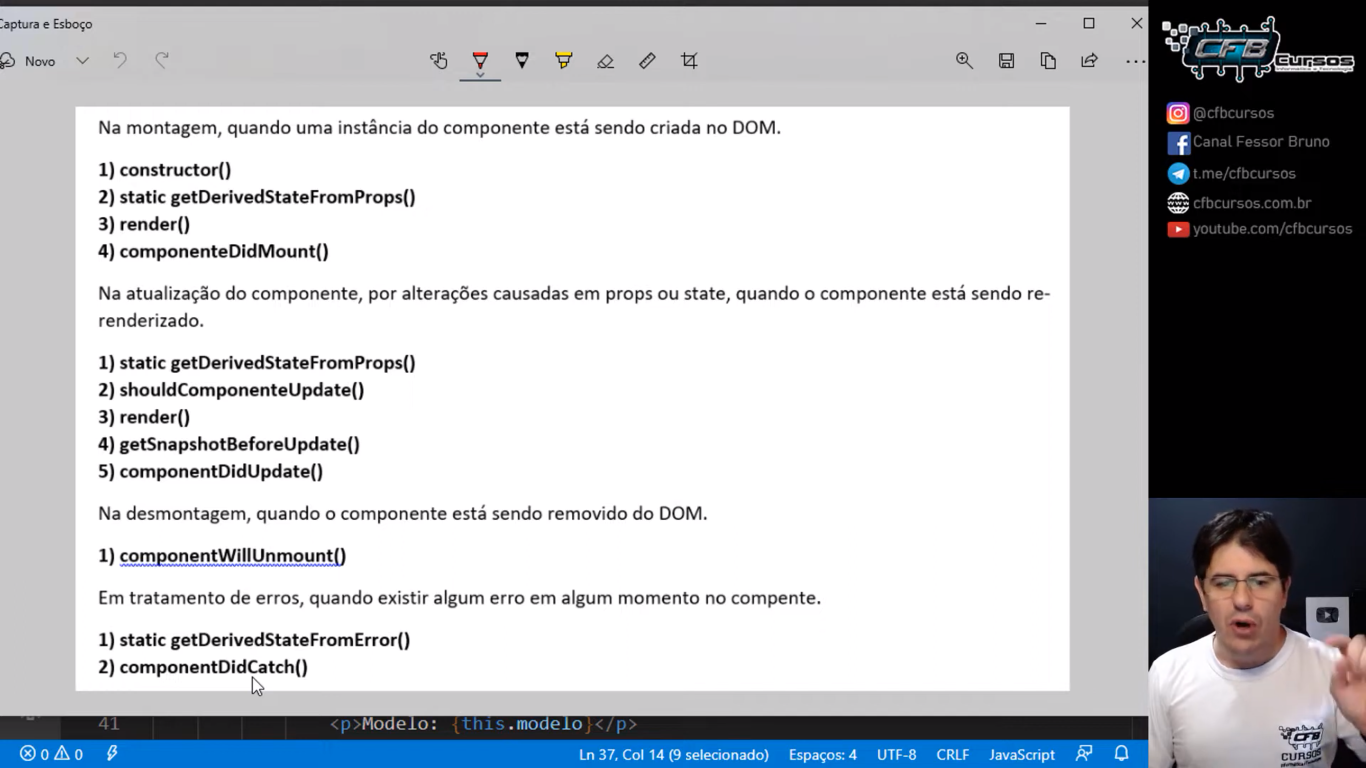 Captura e Esboço
Novo
Na montagem, quando uma instância do componente está sendo criada no DOM.
1) constructor()
2) static getDerivedStateFromProps()
3) render()
4) componenteDidMount()
Na atualização do componente, por alterações causadas em props ou state, quando o componente está sendo re-
renderizado.
1) static getDerivedStateFromProps()
2) shouldComponenteUpdate()
3) render()
4) getSnapshotBeforeUpdate()
5) componentDidUpdate()
Na desmontagem, quando o componente está sendo removido do DOM.
1) componentWillUnmount()
Em tratamento de erros, quando existir algum erro em algum momento no compente.
1) static getDerivedStateFromError()
2) componentDidCatch()
41 <p>Modelo: {this.modelo}</p>
0 0 Ln 37, Col 14 (9 selecionado) Espaços: 4 UTF-8 CRLF JavaScript
CFB Cursos
@cfbcursos
Canal Fessor Bruno
t.me/cfbcursos
cfbcursos.com.br
youtube.com/cfbcursos
CFB
CURSOS